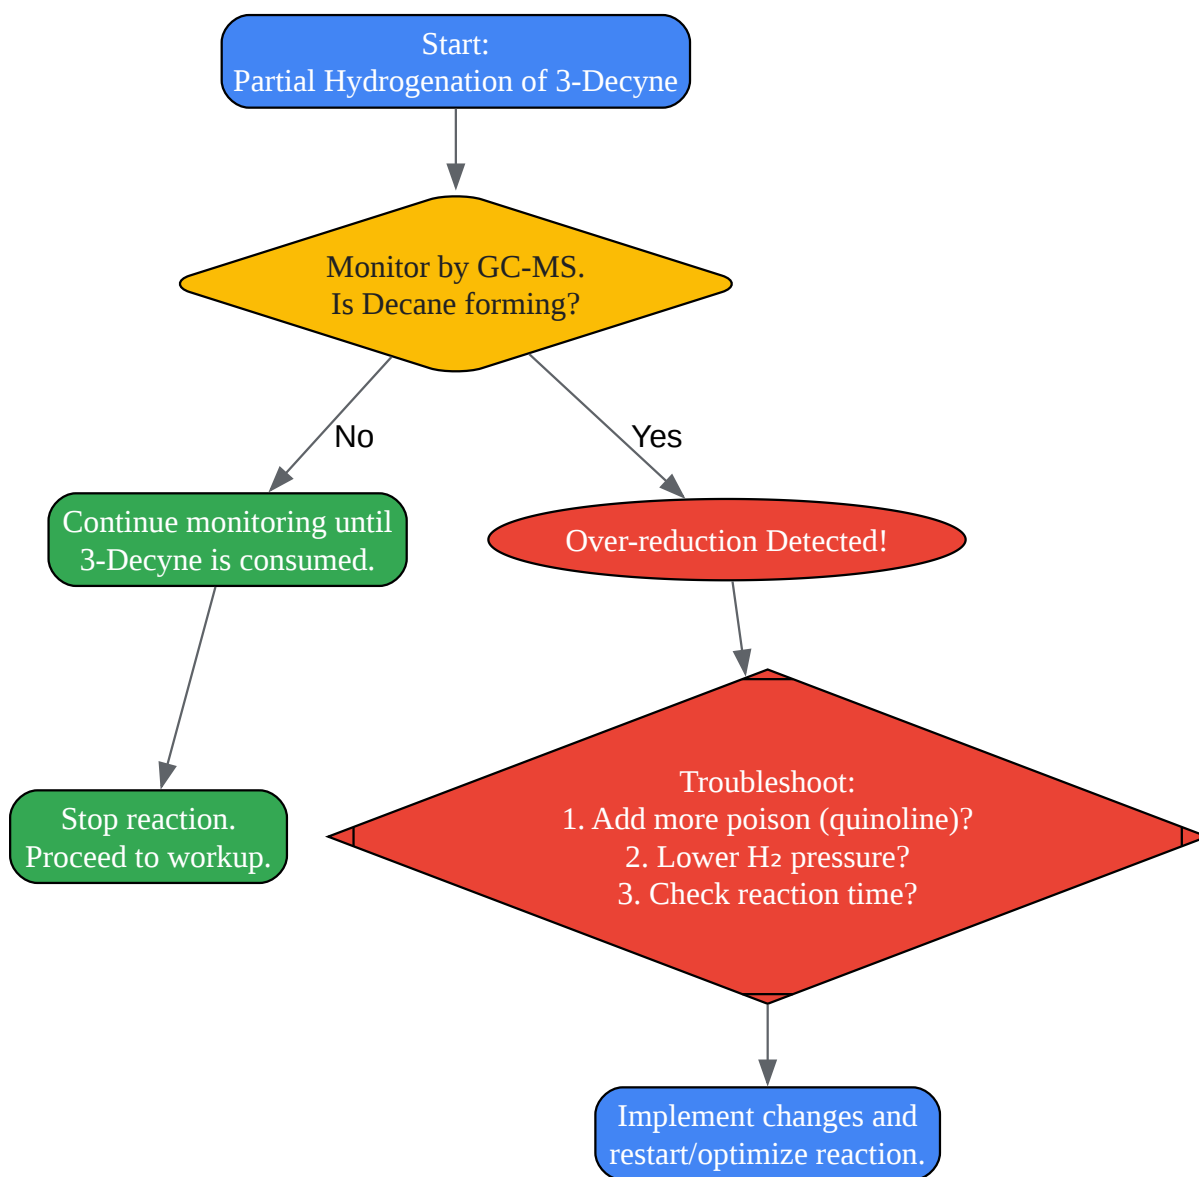 Start:
Partial Hydrogenation of 3-Decyne
Monitor by GC-MS.
Is Decane forming?
No
Yes
Continue monitoring until
3-Decyne is consumed.
Over-reduction Detected!
Stop reaction.
Proceed to workup.
Troubleshoot:
1. Add more poison (quinoline)?
2. Lower H₂ pressure?
3. Check reaction time?
Implement changes and
restart/optimize reaction.